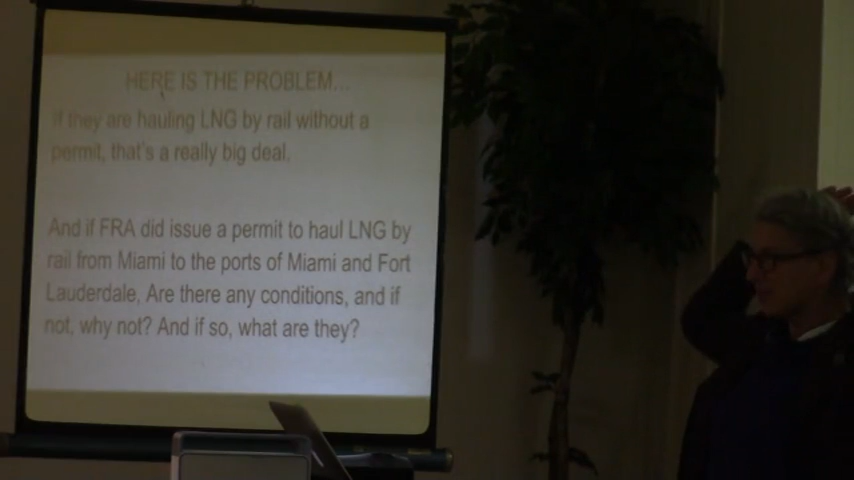 HERE IS THE PROBLEM...
If they are hauling LNG by rail without a
permit, that's a really big deal.
And if FRA did issue a permit to haul LNG by
rail from Miami to the ports of Miami and Fort
Lauderdale, Are there any conditions, and if
not, why not? And if so, what are they?